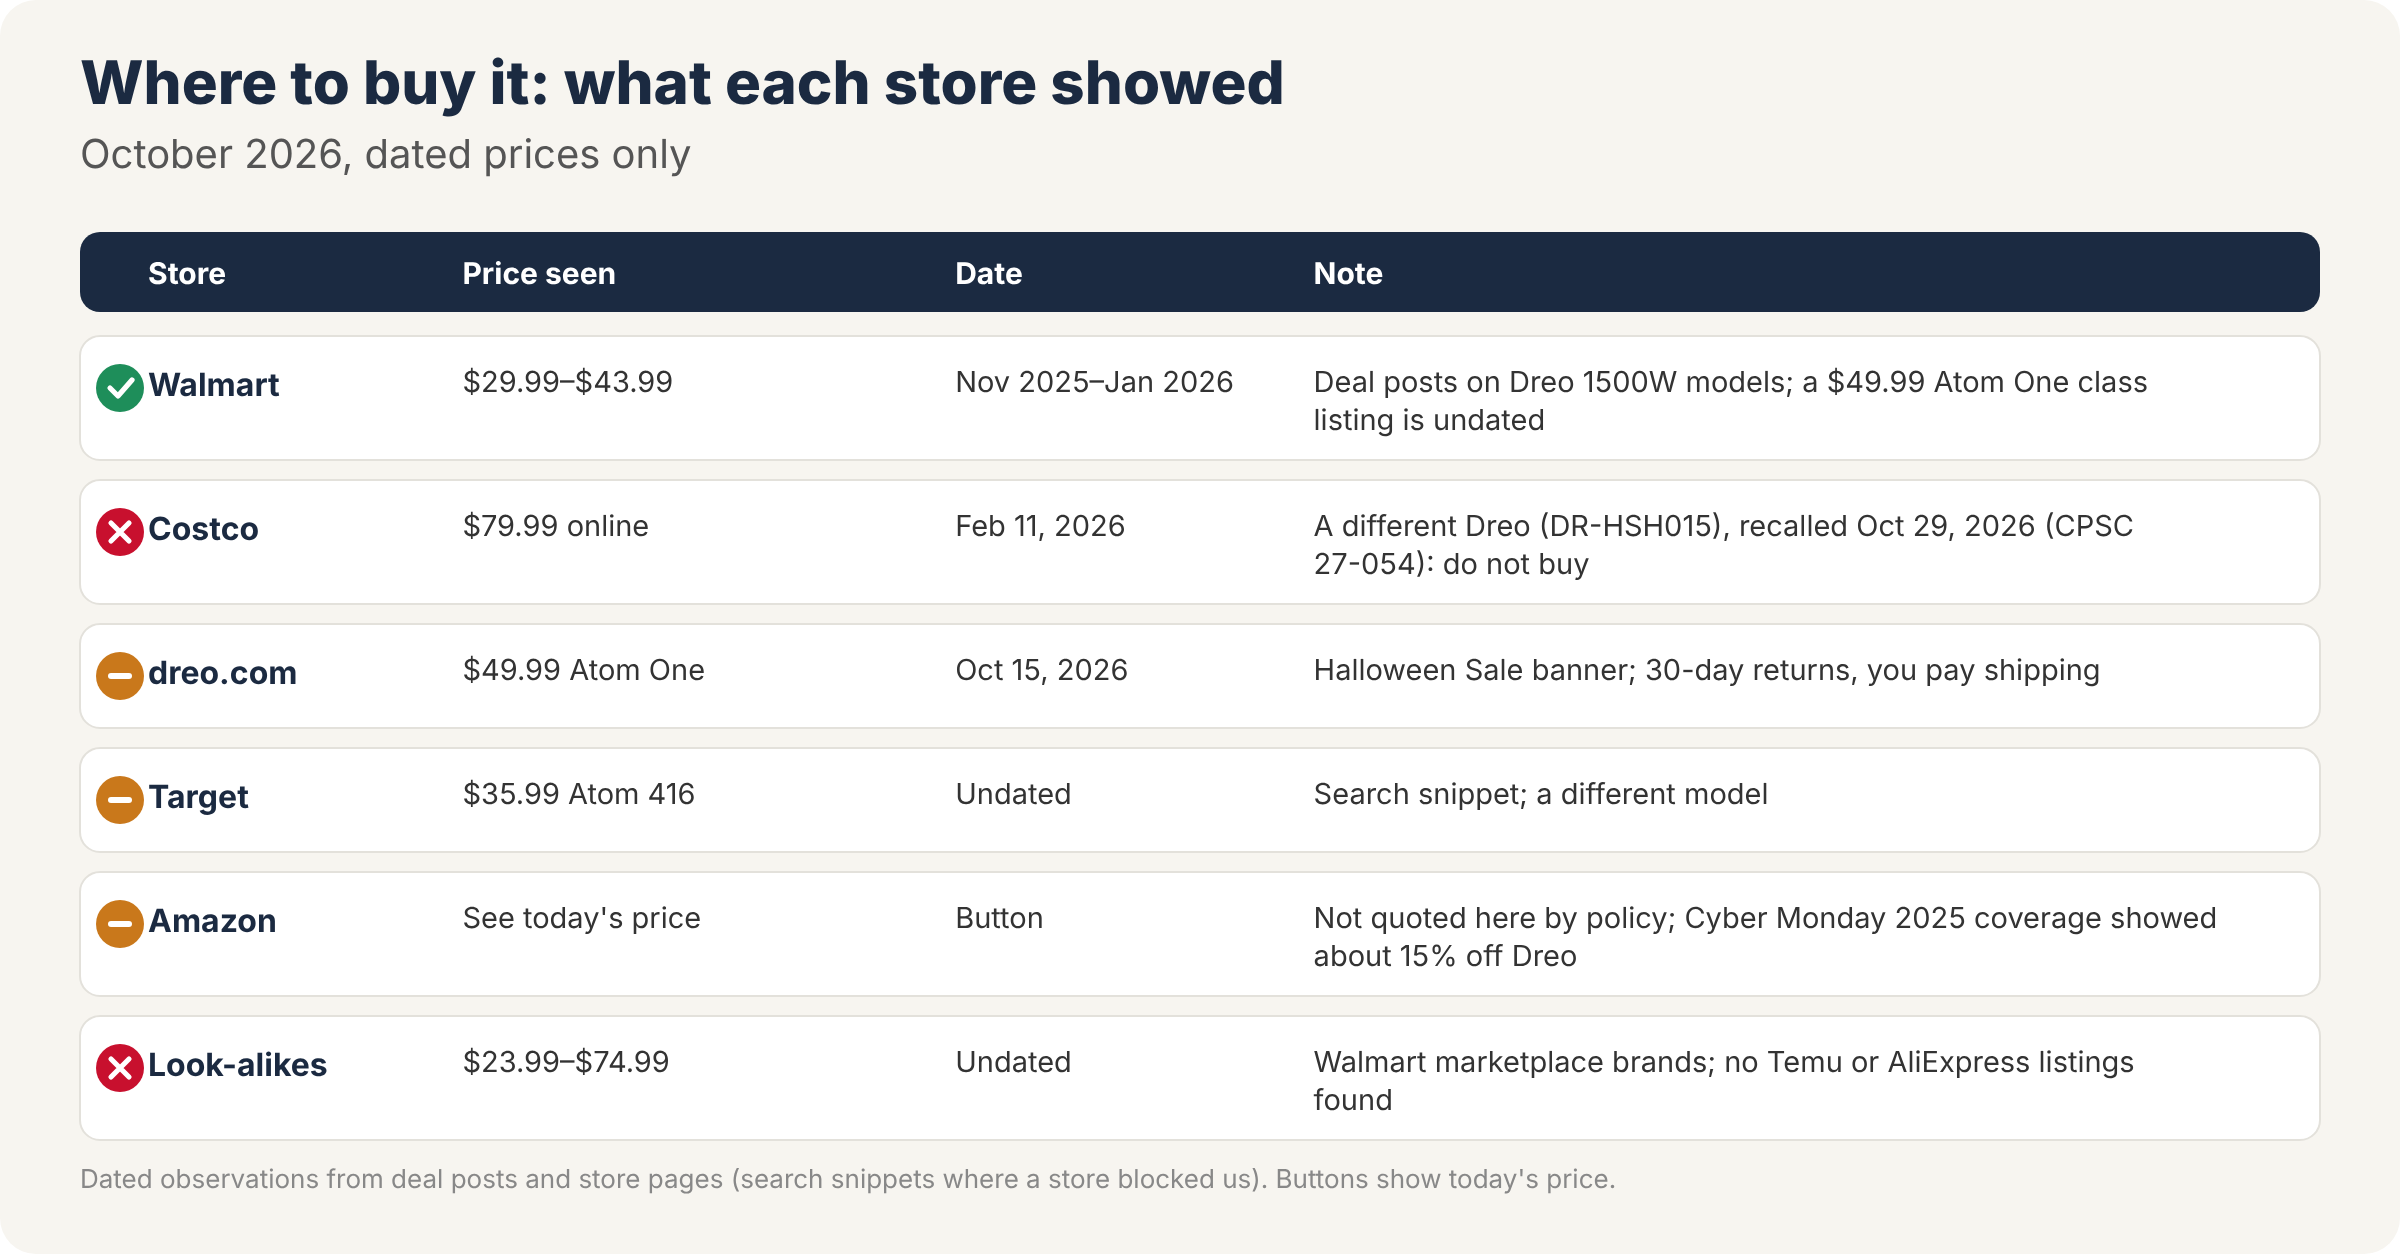 Where to buy it: what each store showed
October 2026, dated prices only
Store Price seen Date Note
Walmart $29.99–$43.99 Nov 2025–Jan 2026 Deal posts on Dreo 1500W models; a $49.99 Atom One class
listing is undated
Costco $79.99 online Feb 11, 2026 A different Dreo (DR-HSH015), recalled Oct 29, 2026 (CPSC
27-054): do not buy
dreo.com $49.99 Atom One Oct 15, 2026 Halloween Sale banner; 30-day returns, you pay shipping
Target $35.99 Atom 416 Undated Search snippet; a different model
Amazon See today's price Button Not quoted here by policy; Cyber Monday 2025 coverage showed
about 15% off Dreo
Look-alikes $23.99–$74.99 Undated Walmart marketplace brands; no Temu or AliExpress listings
found
Dated observations from deal posts and store pages (search snippets where a store blocked us). Buttons show today's price.